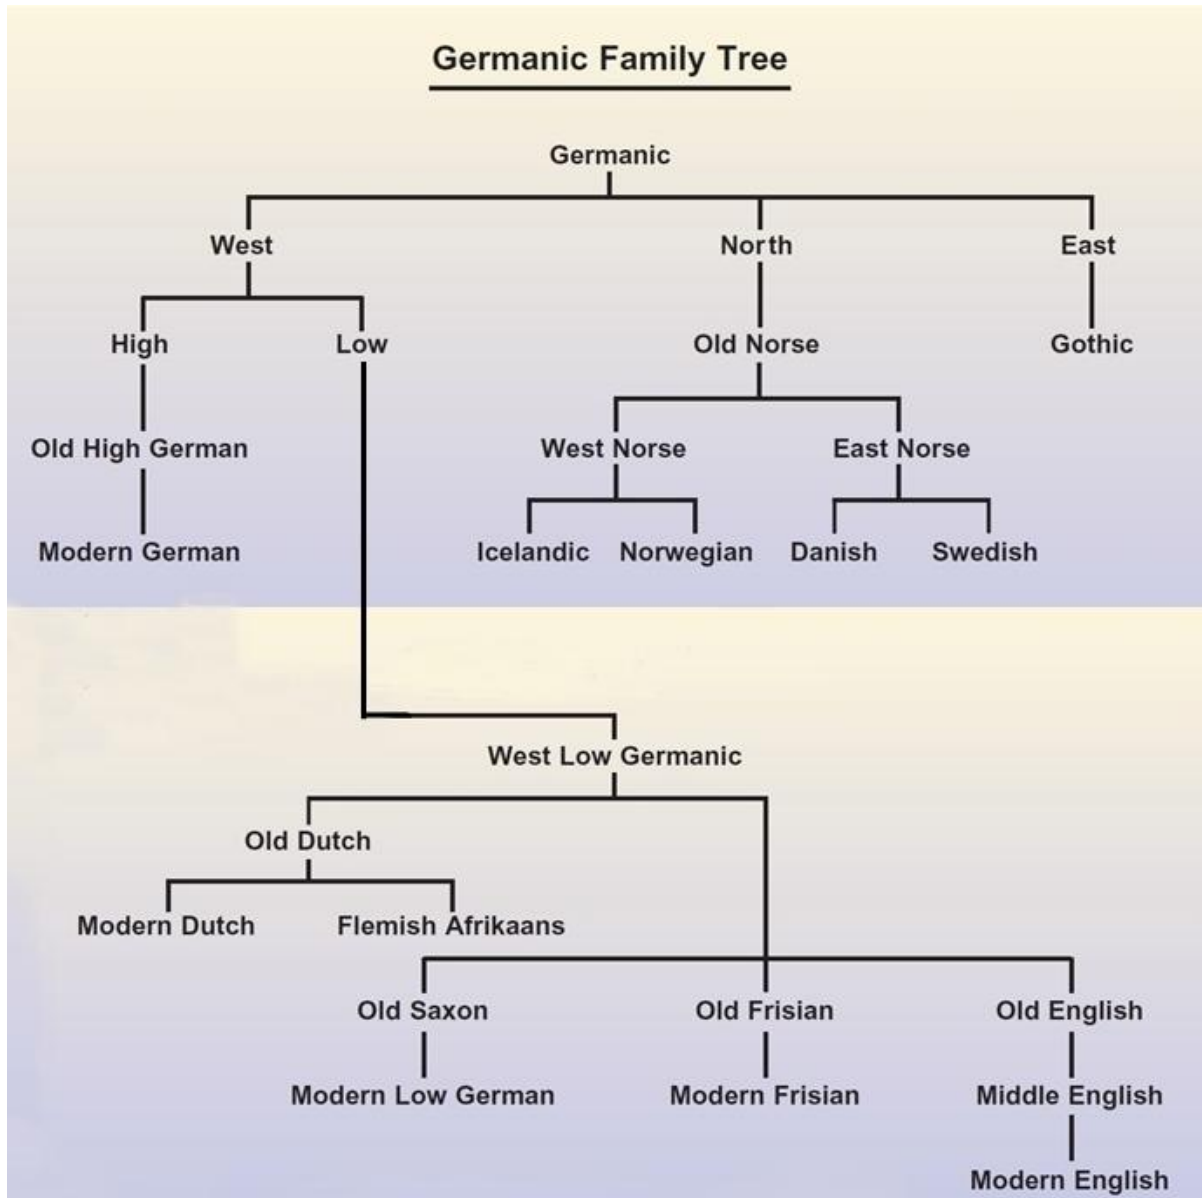 Germanic Family Tree
Germanic
West North East
High Low Old Norse Gothic
Old High German West Norse East Norse
Modern German Icelandic Norwegian Danish Swedish
West Low Germanic
Old Dutch
Modern Dutch Flemish Afrikaans
Old Saxon Old Frisian Old English
Modern Low German Modern Frisian Middle English
Modern English